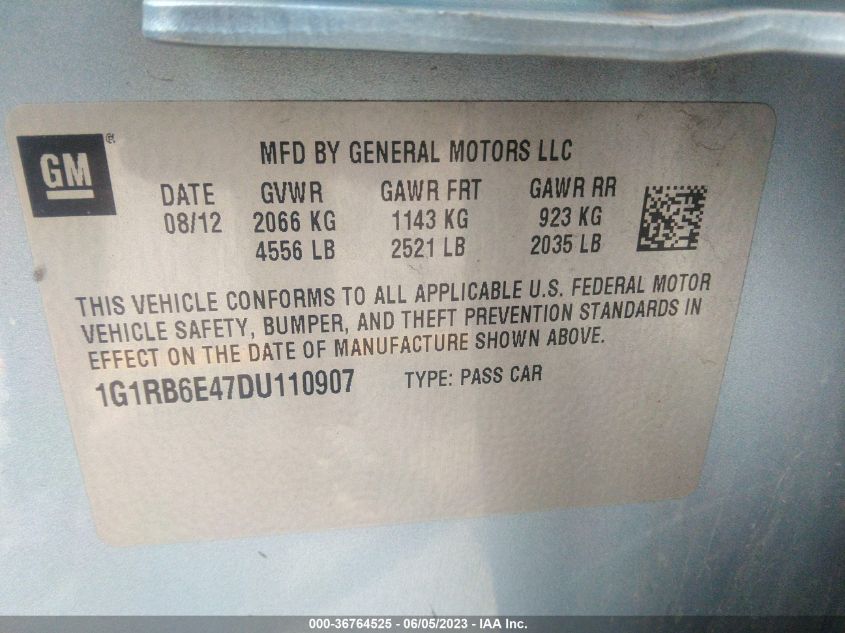 GM ®
MFD BY GENERAL MOTORS LLC
DATE GVWR GAWR FRT GAWR RR
08/12 2066 KG 1143 KG 923 KG
4556 LB 2521 LB 2035 LB
THIS VEHICLE CONFORMS TO ALL APPLICABLE U.S. FEDERAL MOTOR
VEHICLE SAFETY, BUMPER, AND THEFT PREVENTION STANDARDS IN
EFFECT ON THE DATE OF MANUFACTURE SHOWN ABOVE.
1G1RB6E47DU110907 TYPE: PASS CAR
000-36764525 - 06/05/2023 - IAA Inc.